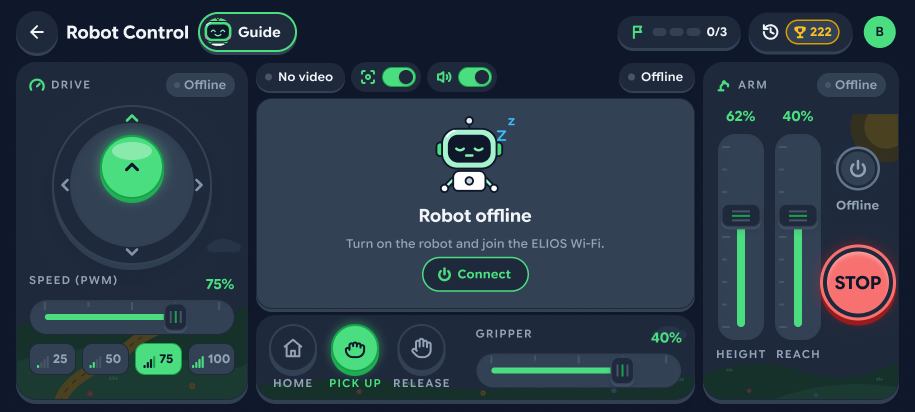 Robot Control
Guide
0/3
222
B
DRIVE
Offline
No video
Offline
ARM
Offline
62%
40%
Z
Z
Robot offline
Turn on the robot and join the ELIOS Wi-Fi.
Connect
Offline
STOP
SPEED (PWM)
75%
25
50
75
100
HOME
PICK UP
RELEASE
GRIPPER
40%
HEIGHT
REACH